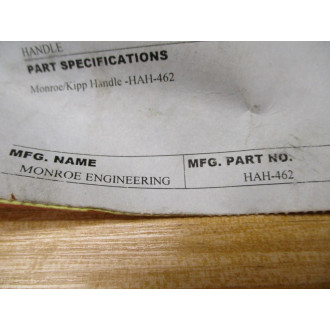 HANDLE
PART SPECIFICATIONS
Monroe/Kipp Handle -HAH-462
MFG. NAME
MFG. PART NO.
MONROE ENGINEERING
HAH-462